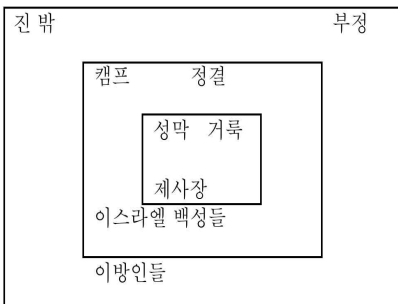 진 밖 부정
캠프 정결
성막 거룩
제사장
이스라엘 백성들
이방인들